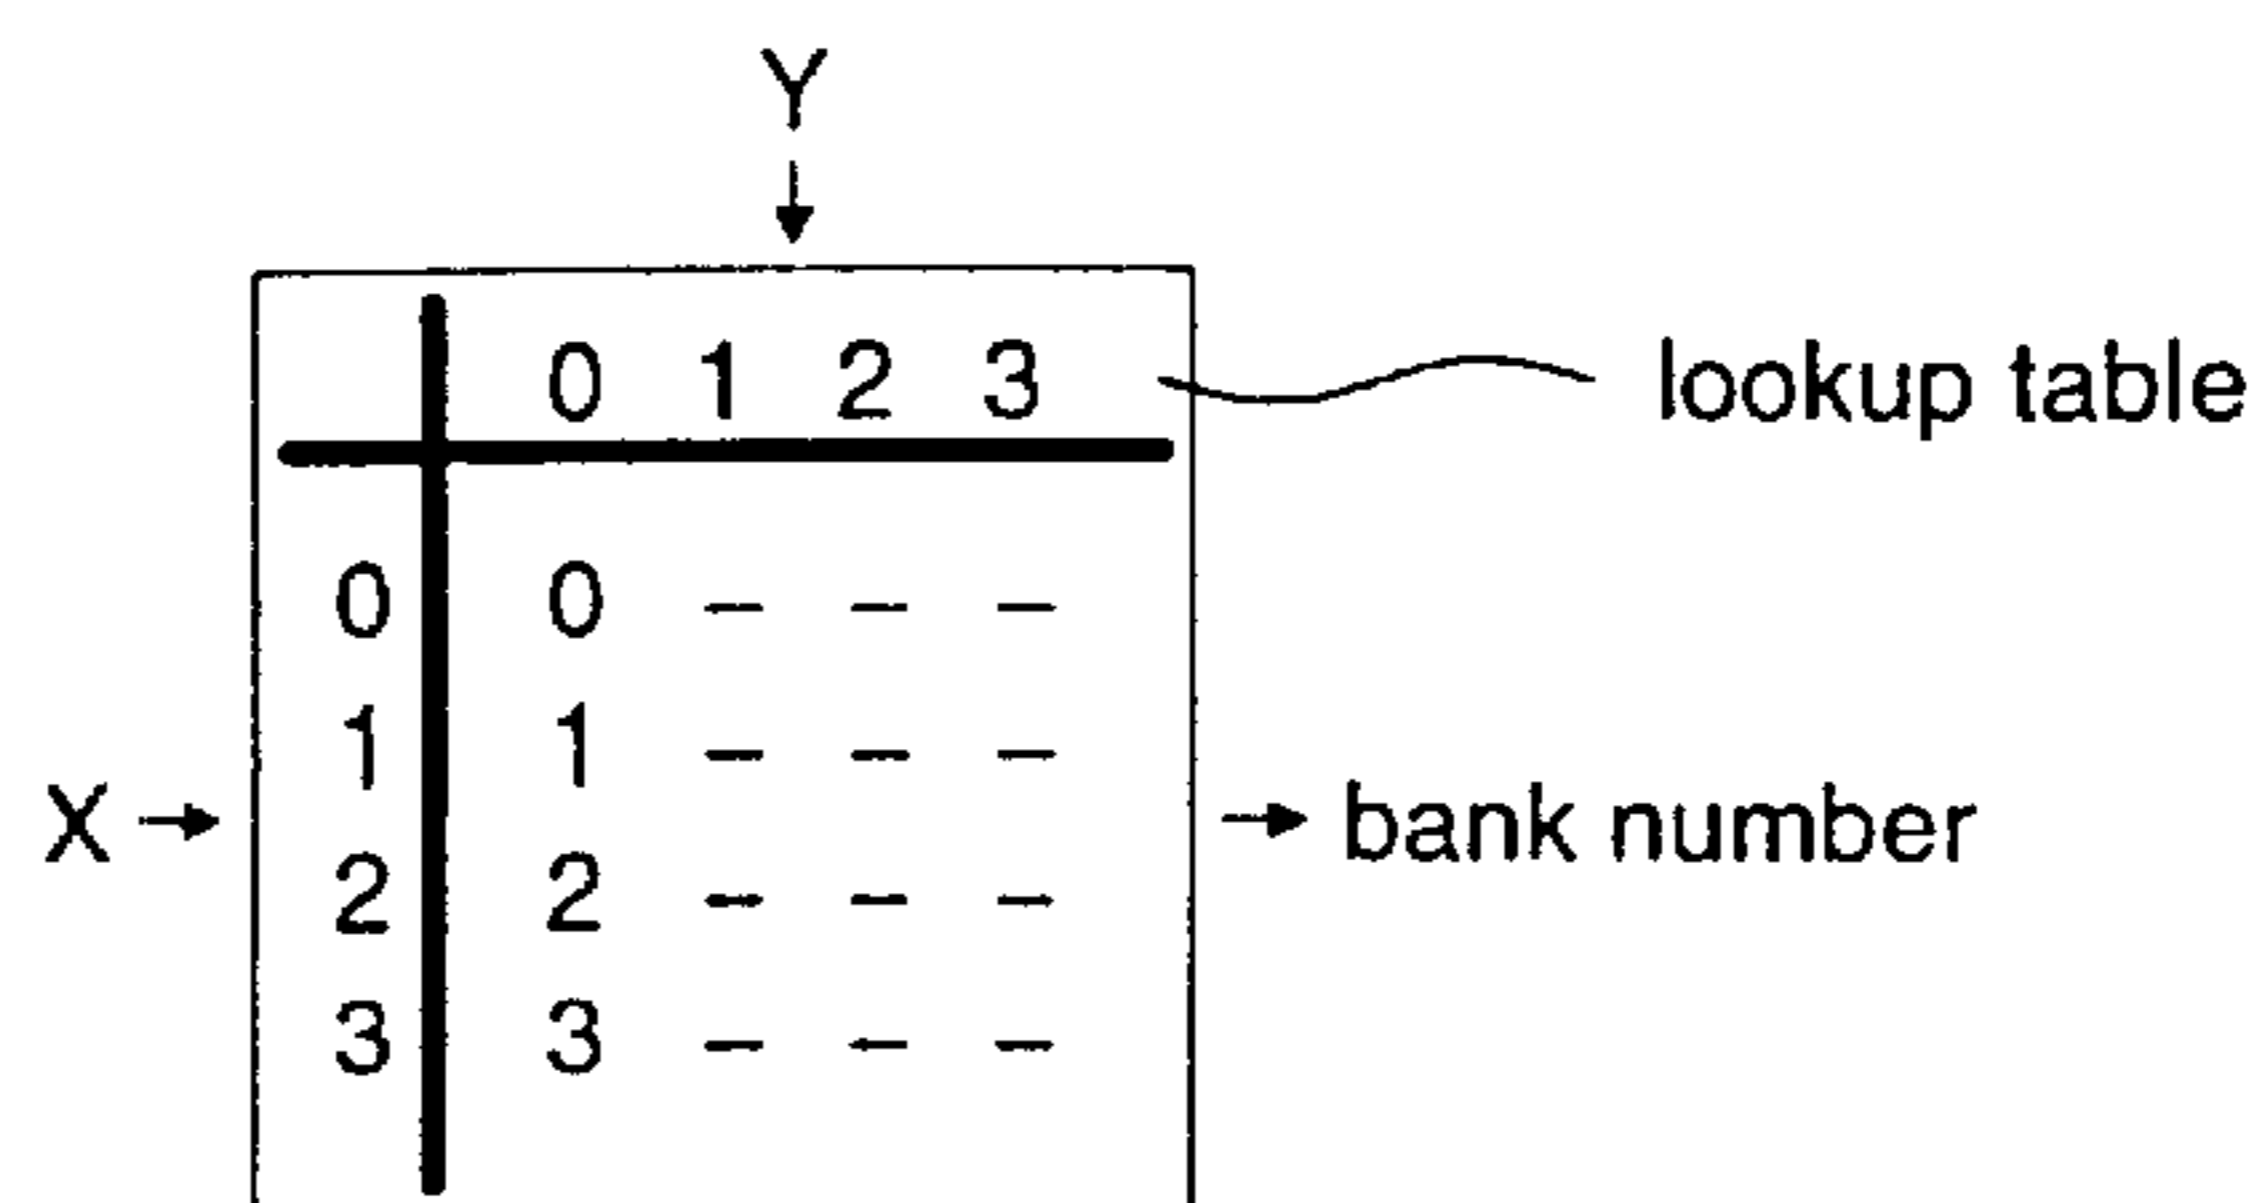 Y
0 1 2 3 lookup table
0 0 – – –
1 1 – – –
X bank number
2 2 – – –
3 3 – – –